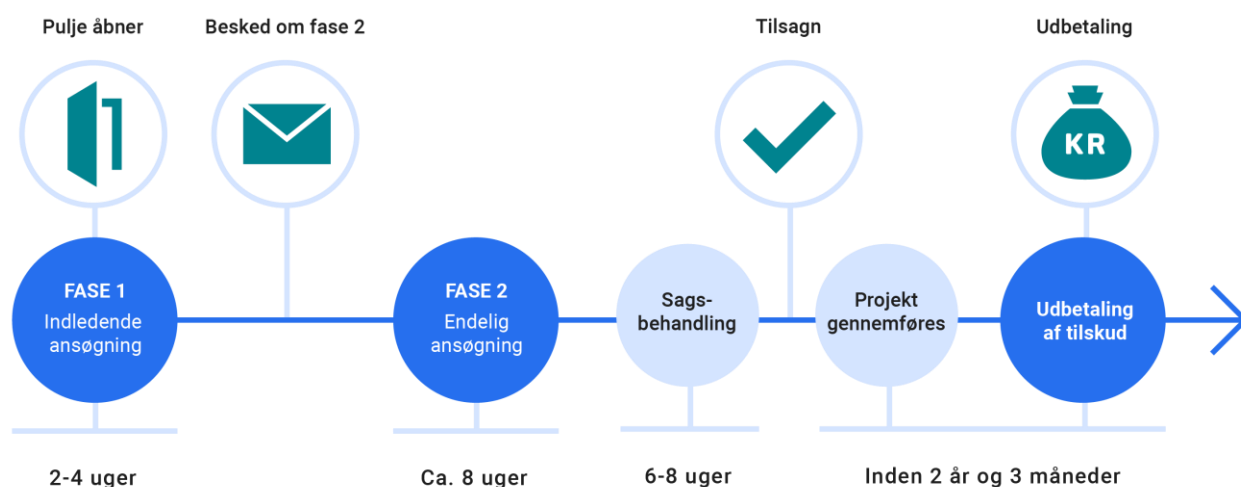 Pulje åbner
Besked om fase 2
Tilsagn
Udbetaling
KR
FASE 1
Indledende
ansøgning
FASE 2
Endelig
ansøgning
Sags-
behandling
Projekt
gennemføres
Udbetaling
af tilskud
2-4 uger
Ca. 8 uger
6-8 uger
Inden 2 år og 3 måneder